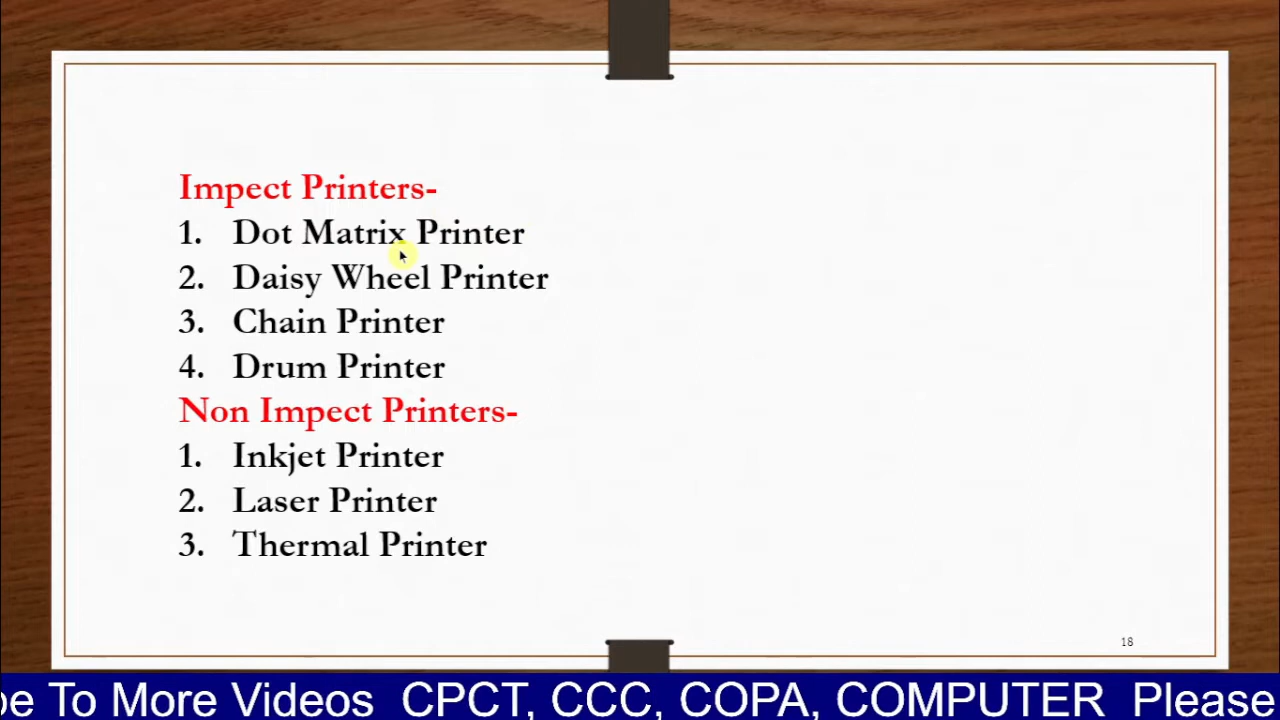 Impect Printers-
1. Dot Matrix Printer
2. Daisy Wheel Printer
3. Chain Printer
4. Drum Printer
Non Impect Printers-
1. Inkjet Printer
2. Laser Printer
3. Thermal Printer
18
To More Videos CPCT, CCC, COPA, COMPUTER Please